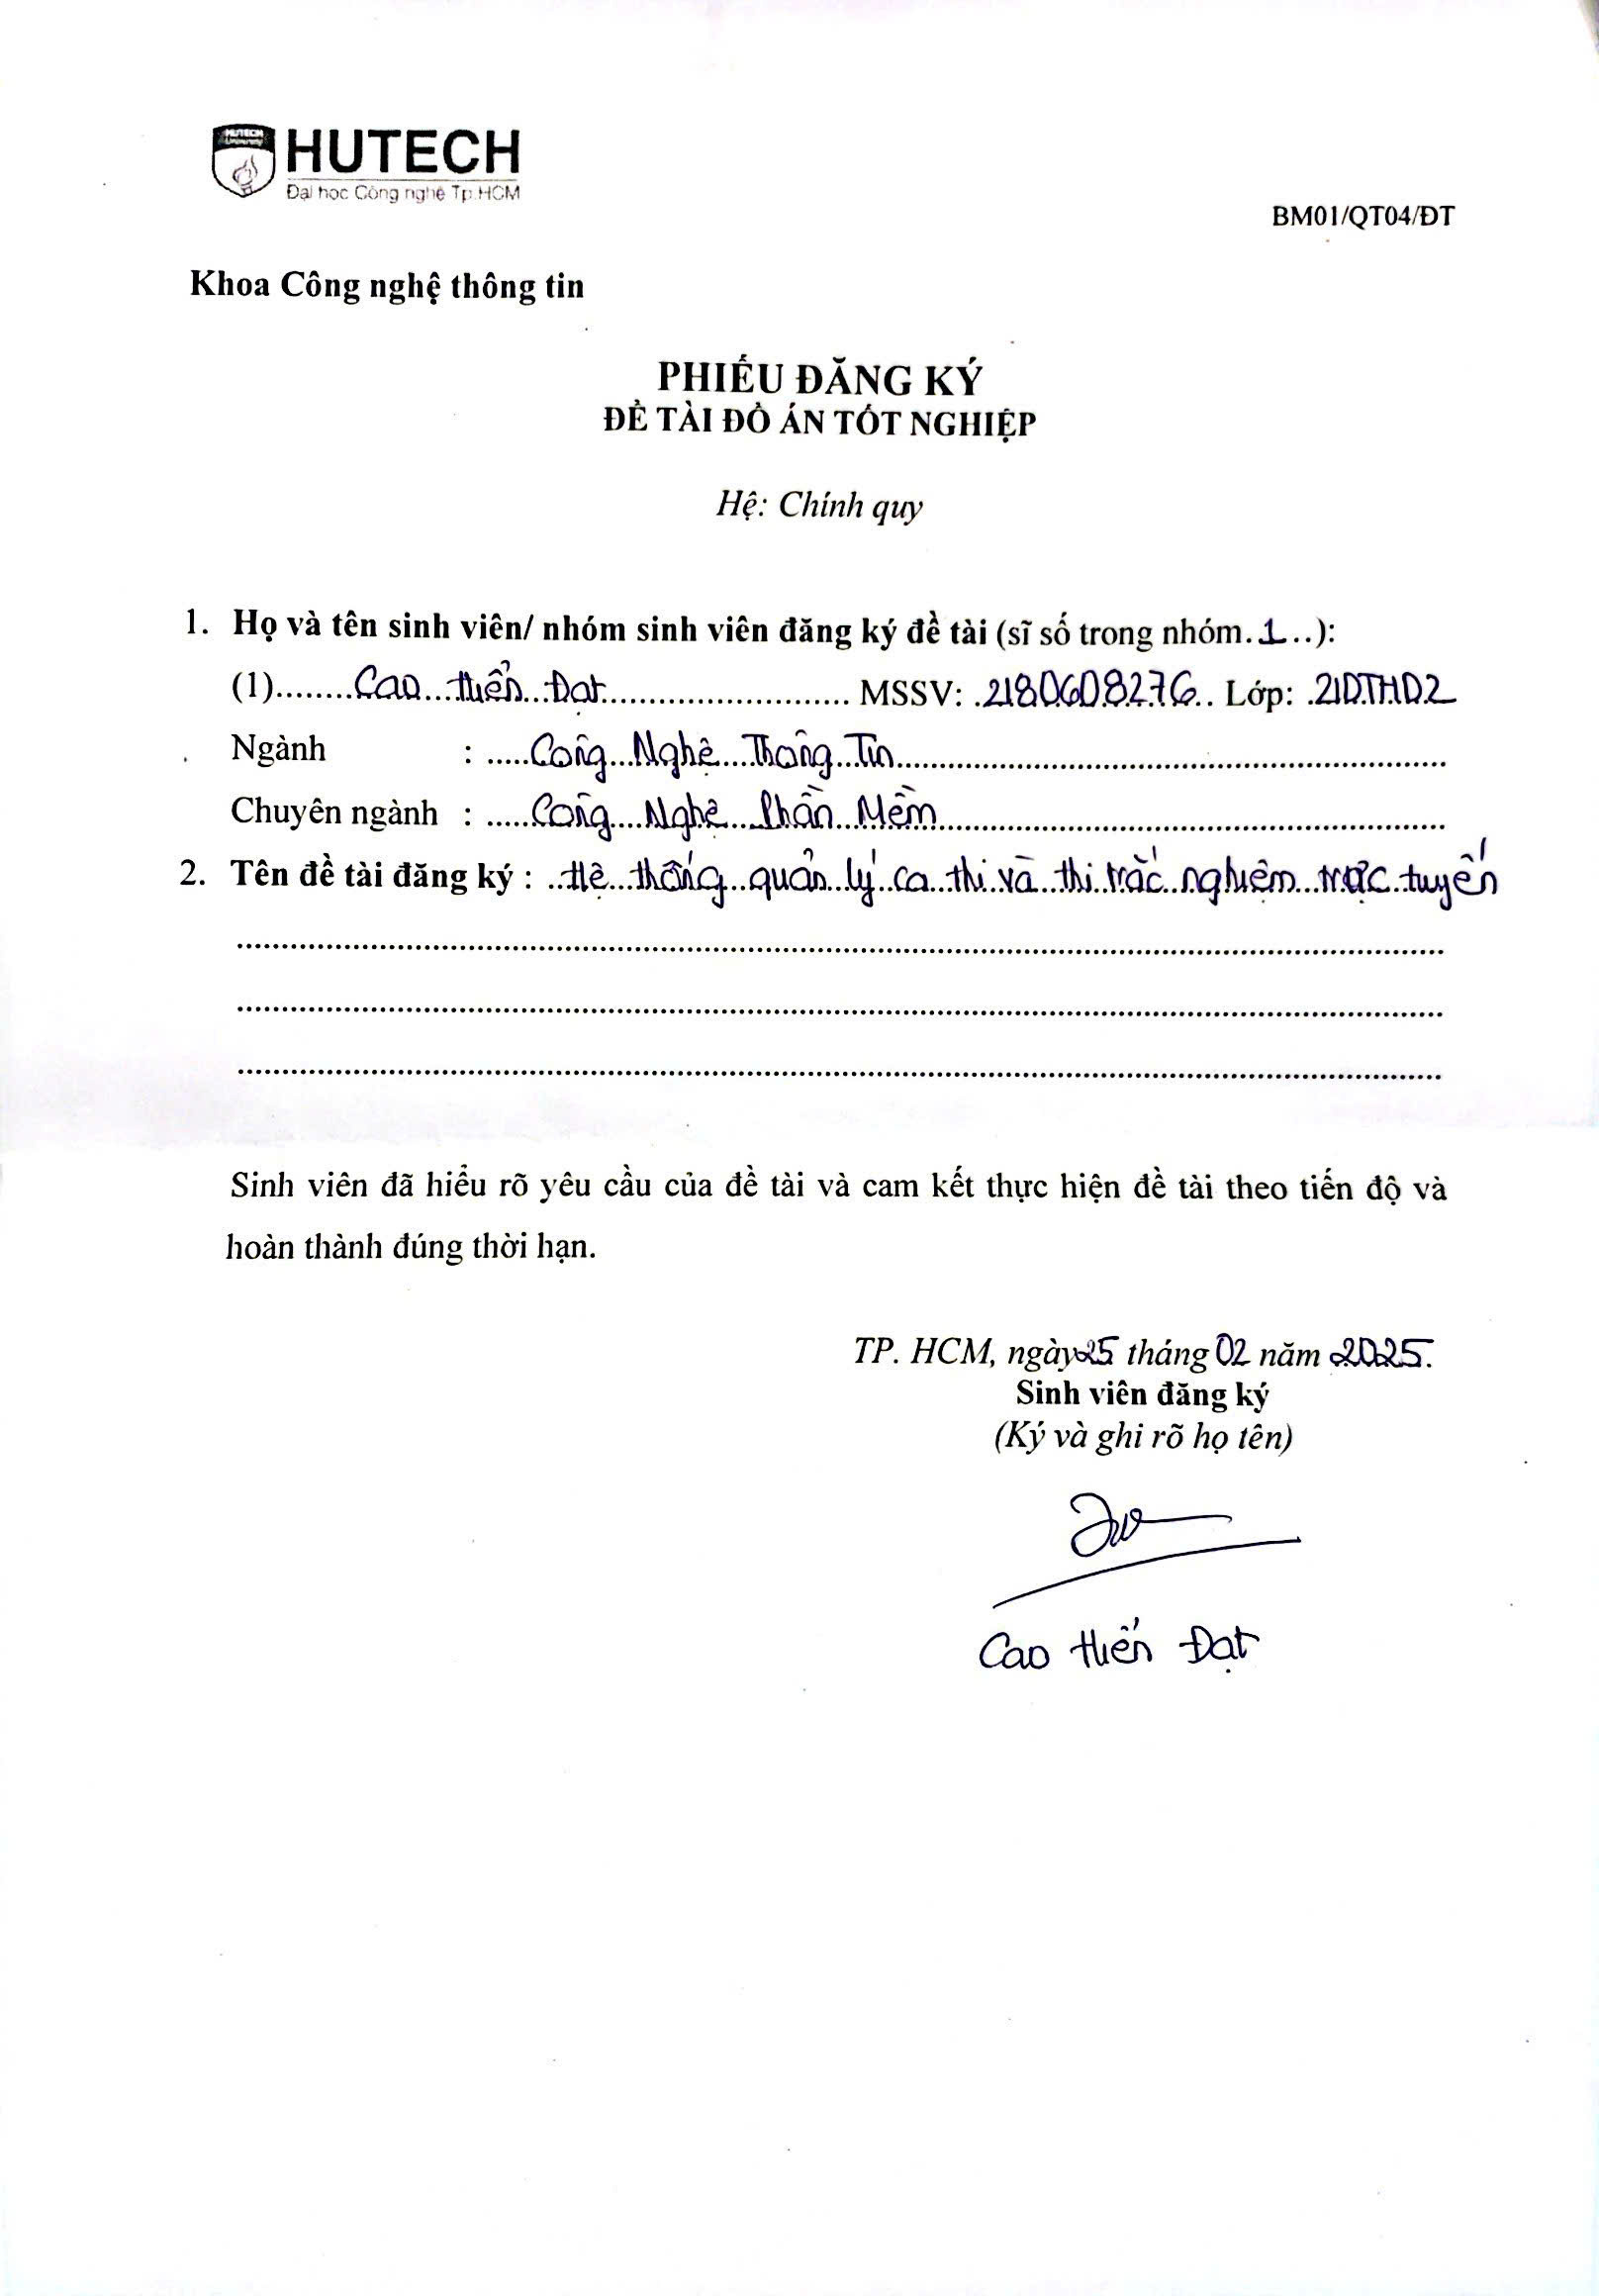 HUTECH
University
HUTECH
Đại học Công nghệ Tp.HCM
BM01/QT04/ĐT
Khoa Công nghệ thông tin
PHIẾU ĐĂNG KÝ
ĐỀ TÀI ĐỒ ÁN TỐT NGHIỆP
Hệ: Chính quy
1. Họ và tên sinh viên/ nhóm sinh viên đăng ký đề tài (sĩ số trong nhóm.1..):
(1)........Cao Hiển Đạt........ MSSV: .2180608276.. Lớp: .21DTHD2
Ngành : .....Công Nghệ Thông Tin.....
Chuyên ngành : .....Công Nghệ Phần Mềm.....
2. Tên đề tài đăng ký : ..Hệ thống quản lý ca thi và thi trắc nghiệm trực tuyến
Sinh viên đã hiểu rõ yêu cầu của đề tài và cam kết thực hiện đề tài theo tiến độ và
hoàn thành đúng thời hạn.
TP. HCM, ngày 25 tháng 02 năm 2025.
Sinh viên đăng ký
(Ký và ghi rõ họ tên)
Cao Hiển Đạt